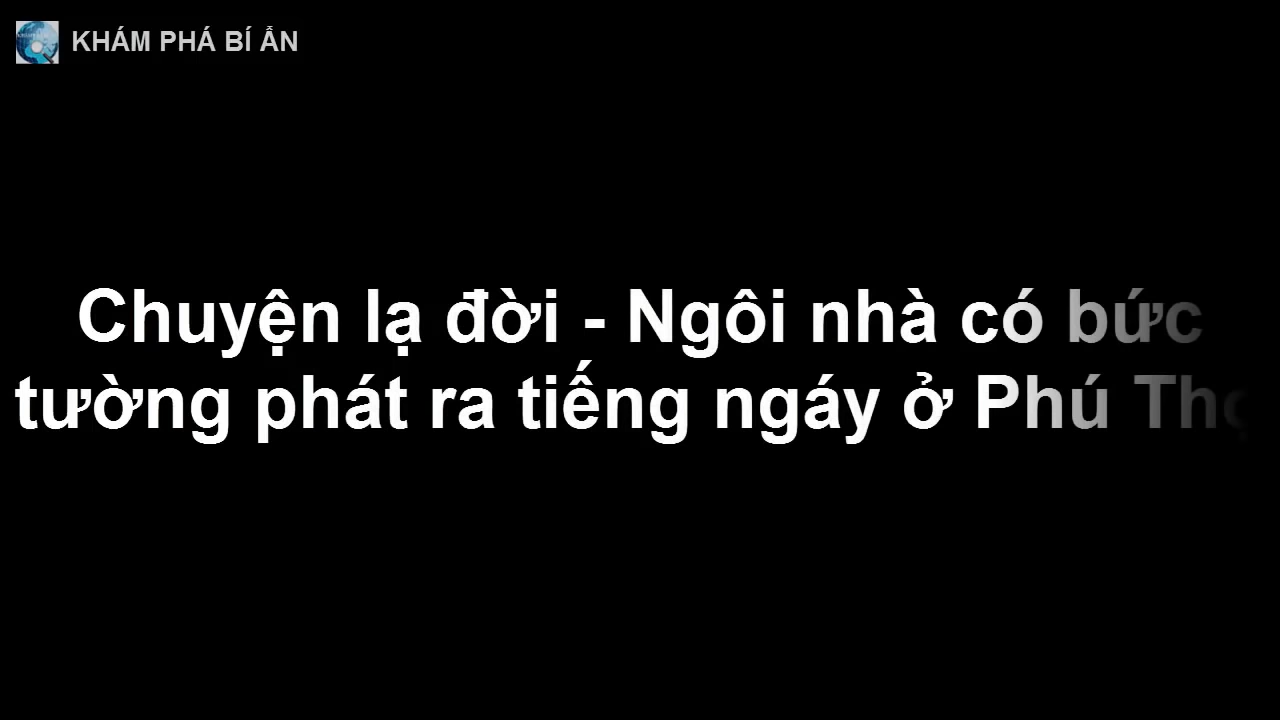 KHÁM PHÁ BÍ ẨN
Chuyện lạ đời - Ngôi nhà có bức
tường phát ra tiếng ngáy ở Phú Thọ